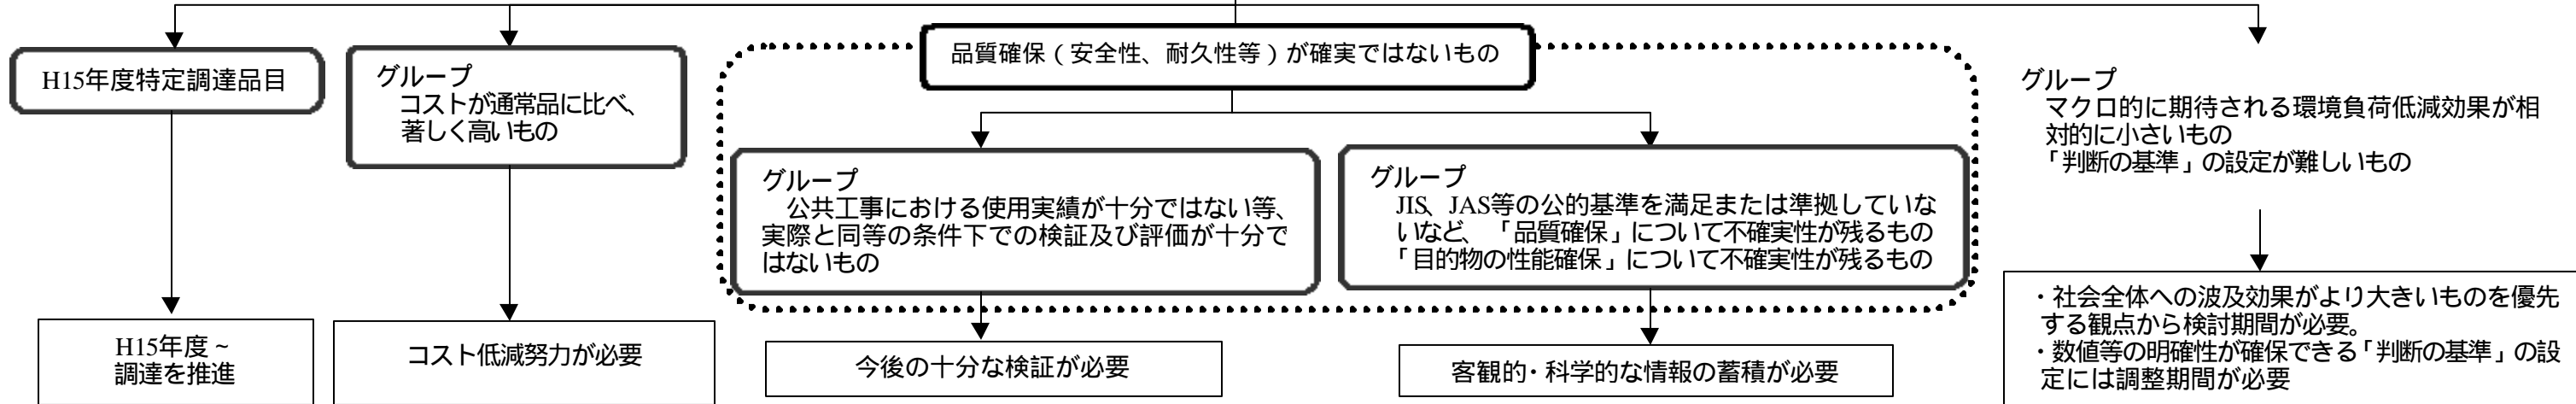 H15年度特定調達品目
グループ
コストが通常品に比べ、
著しく高いもの
品質確保（安全性、耐久性等）が確実ではないもの
グループ
公共工事における使用実績が十分ではない等、
実際と同等の条件下での検証及び評価が十分で
はないもの
グループ
JIS、JAS等の公的基準を満足または準拠していな
いなど、「品質確保」について不確実性が残るもの
「目的物の性能確保」について不確実性が残るもの
グループ
マクロ的に期待される環境負荷低減効果が相
対的に小さいもの
「判断の基準」の設定が難しいもの
H15年度～
調達を推進
コスト低減努力が必要
今後の十分な検証が必要
客観的・科学的な情報の蓄積が必要
・社会全体への波及効果がより大きいものを優先
する観点から検討期間が必要。
・数値等の明確性が確保できる「判断の基準」の設
定には調整期間が必要